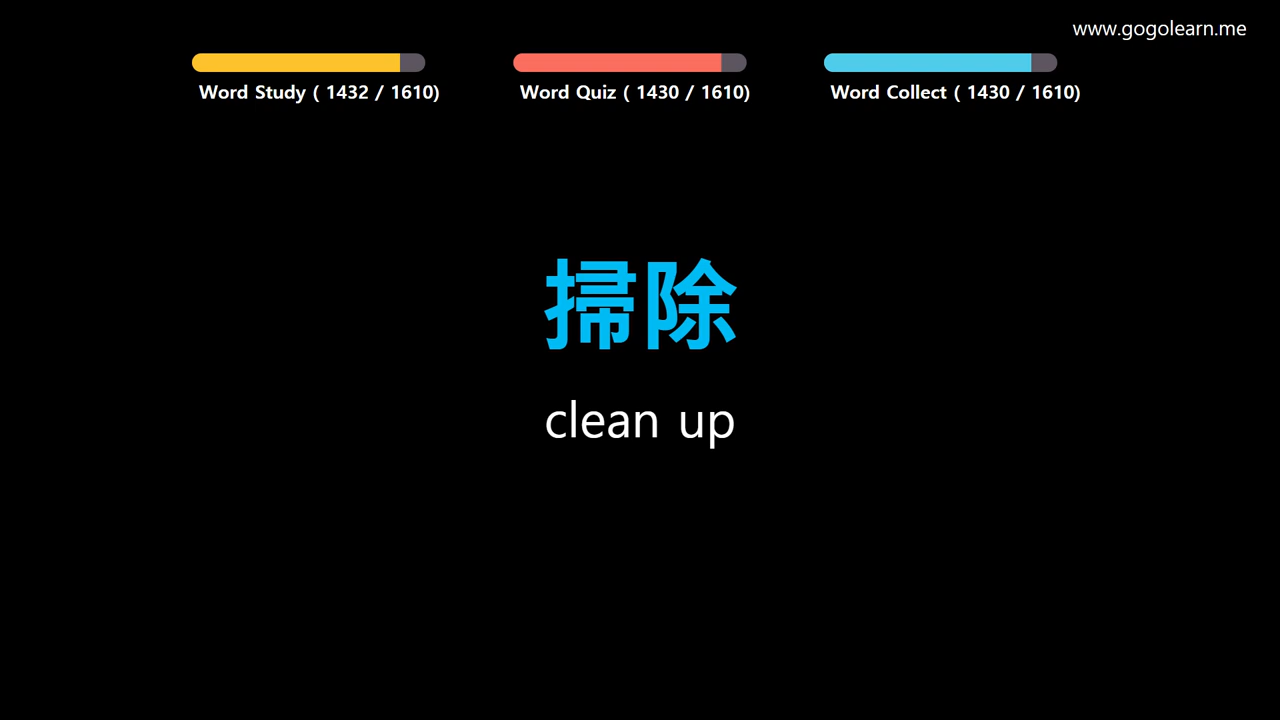 www.gogolearn.me
Word Study ( 1432 / 1610)
Word Quiz ( 1430 / 1610)
Word Collect ( 1430 / 1610)
掃除
clean up